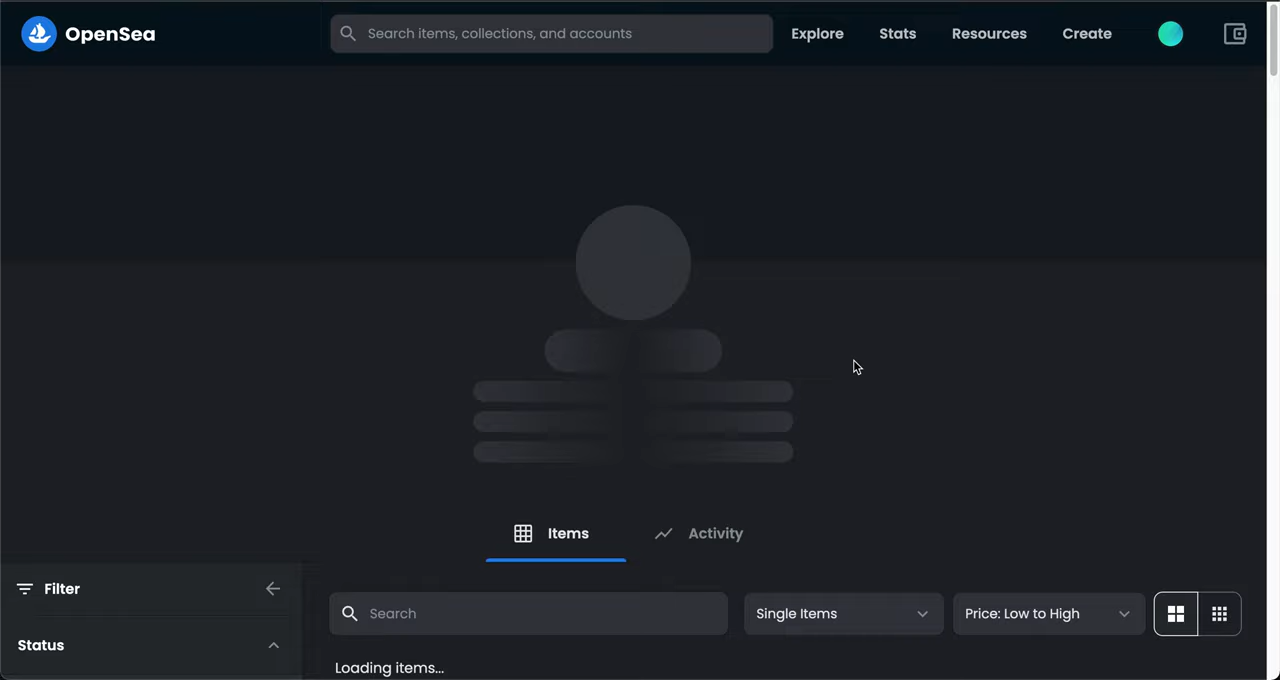 OpenSea
Search items, collections, and accounts
Explore
Stats
Resources
Create
Items
Activity
Filter
Search
Single Items
Price: Low to High
Status
Loading items...